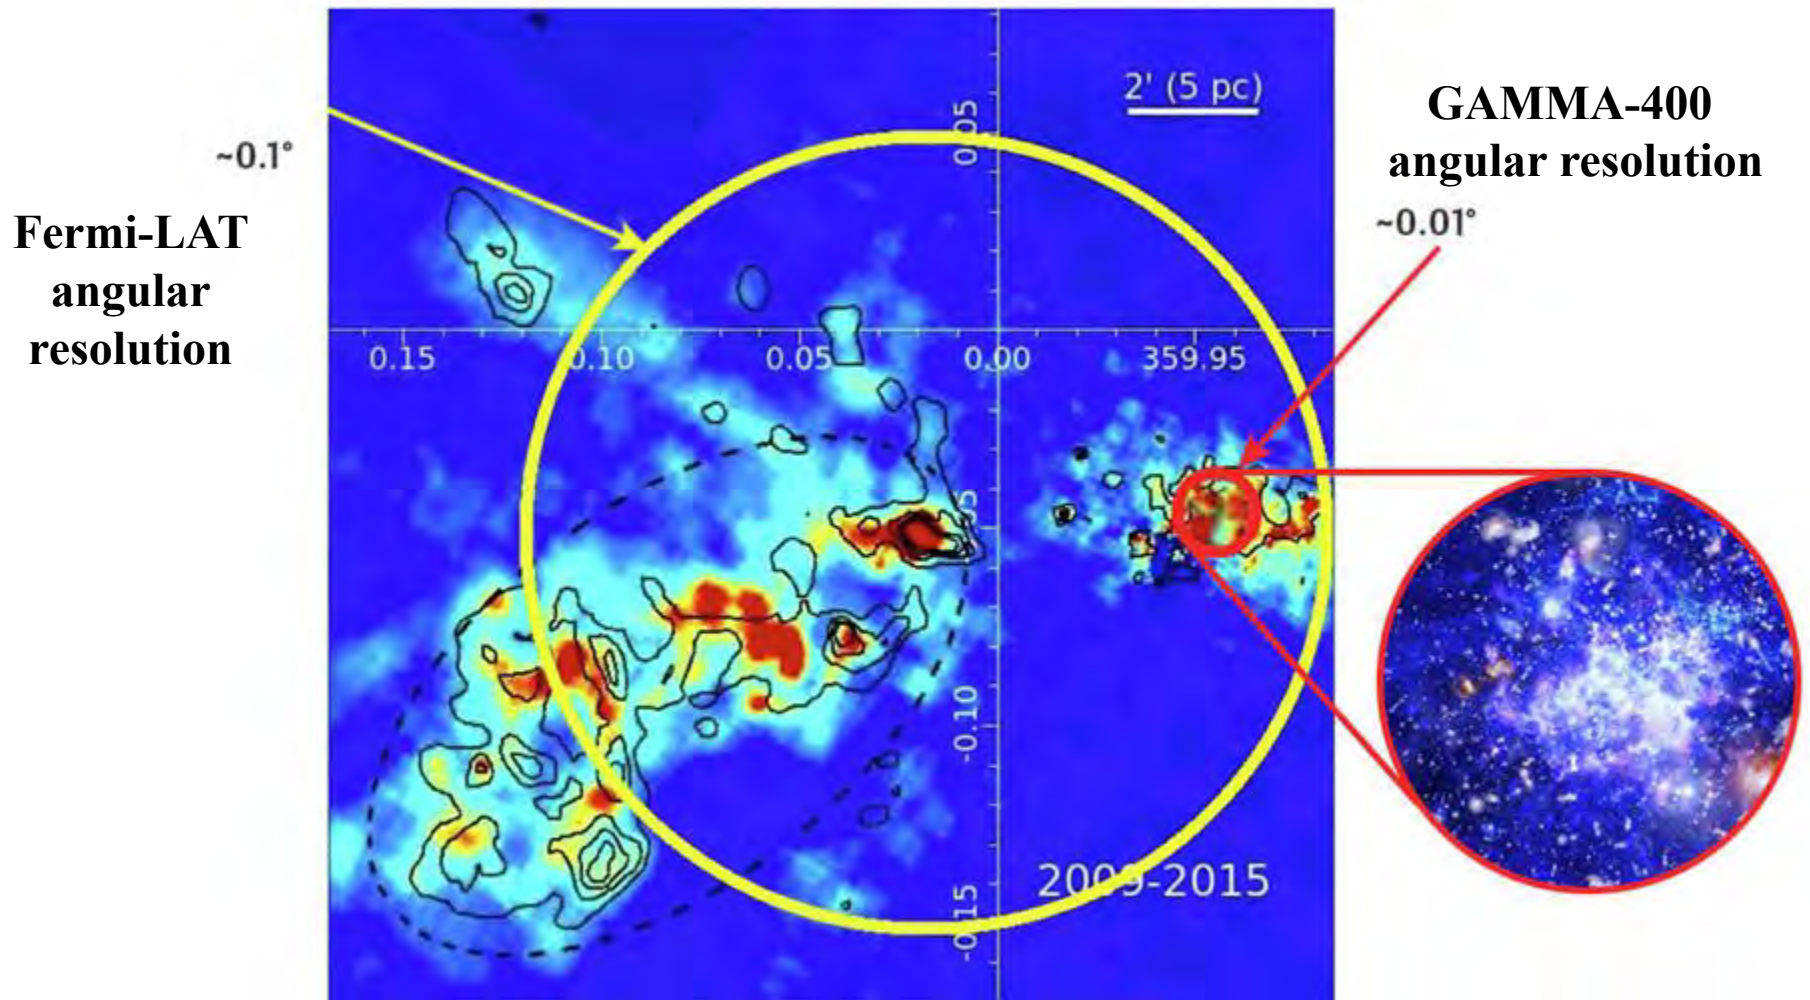 GAMMA-400
angular resolution
~0.01°
~0.1°
Fermi-LAT
angular
resolution
2' (5 pc)
0.05
0.15 0.10 0.05 0.00 359.95
-0.10
2009-2015
-0.15